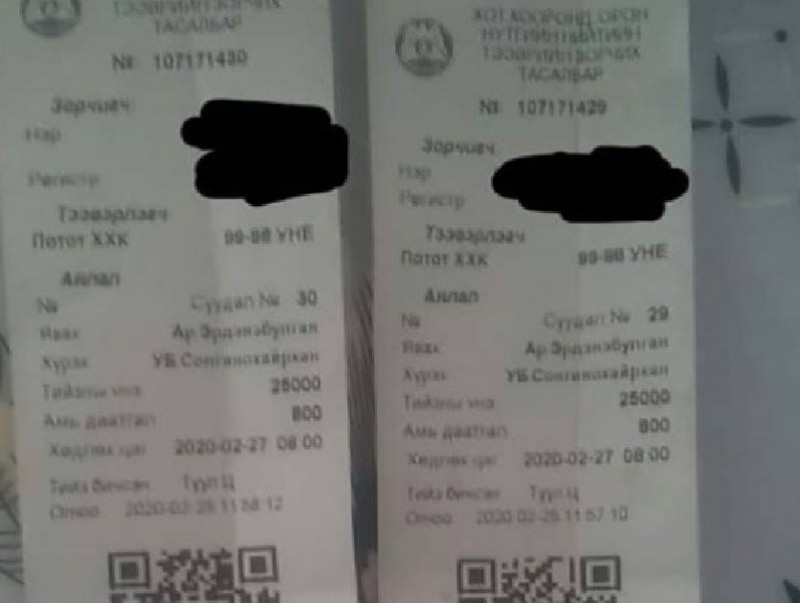 ТЭЭВРИЙН ЗОРЧИХ
ТАСАЛБАР
№ 107171430
Зорчигч
Нэр
Регистр
Тээвэрлэгч
Потот ХХК 99-98 УНЕ
Аялал
№ Суудал № 30
Явах Ар.Эрдэнэбулган
Хүрэх УБ.Сонгинохайрхан
Тийзны үнэ 25000
Амь даатгал 800
Хөдлөх цаг 2020-02-27 08:00
Тийз бичсэн Туул Ц
Огноо 2020-02-25 11:58:12
ХОТ ХООРОНД, ОРОН
НУТГИЙН НИЙТИЙН
ТЭЭВРИЙН ЗОРЧИХ
ТАСАЛБАР
№ 107171429
Зорчигч
Нэр
Регистр
Тээвэрлэгч
Потот ХХК 99-98 УНЕ
Аялал
№ Суудал № 29
Явах Ар.Эрдэнэбулган
Хүрэх УБ.Сонгинохайрхан
Тийзны үнэ 25000
Амь даатгал 800
Хөдлөх цаг 2020-02-27 08:00
Тийз бичсэн Туул Ц
Огноо 2020-02-25 11:57:10